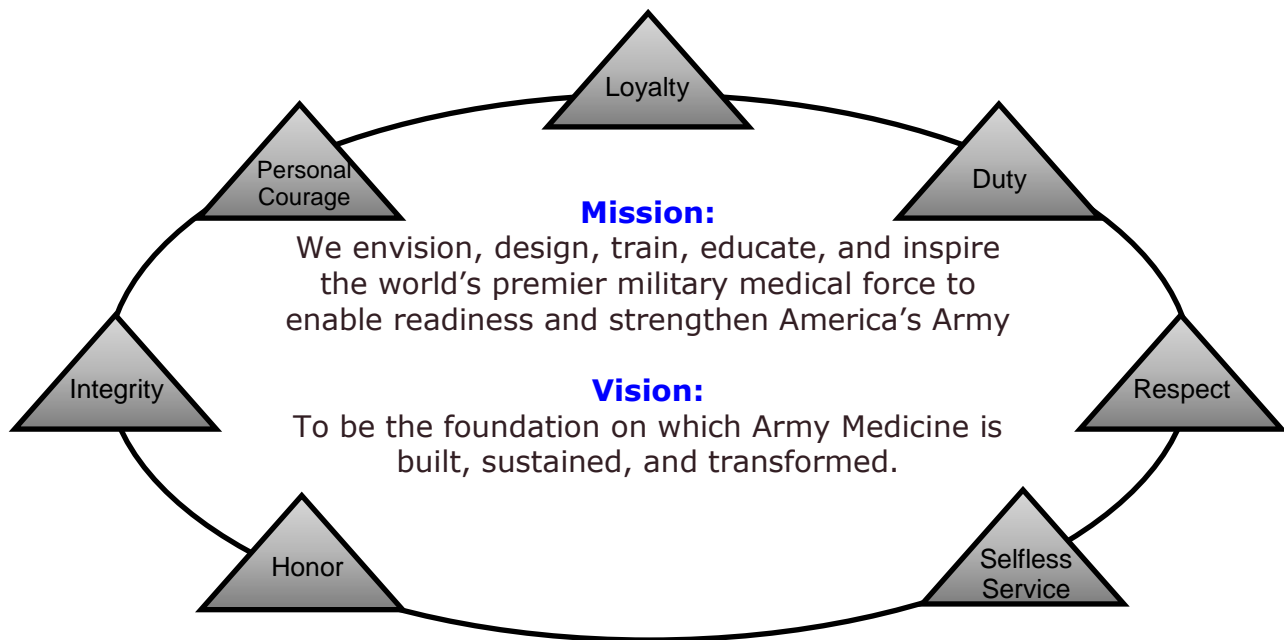 Loyalty
Personal
Courage
Duty
Mission:
We envision, design, train, educate, and inspire
the world’s premier military medical force to
enable readiness and strengthen America’s Army
Integrity
Respect
Vision:
To be the foundation on which Army Medicine is
built, sustained, and transformed.
Honor
Selfless
Service